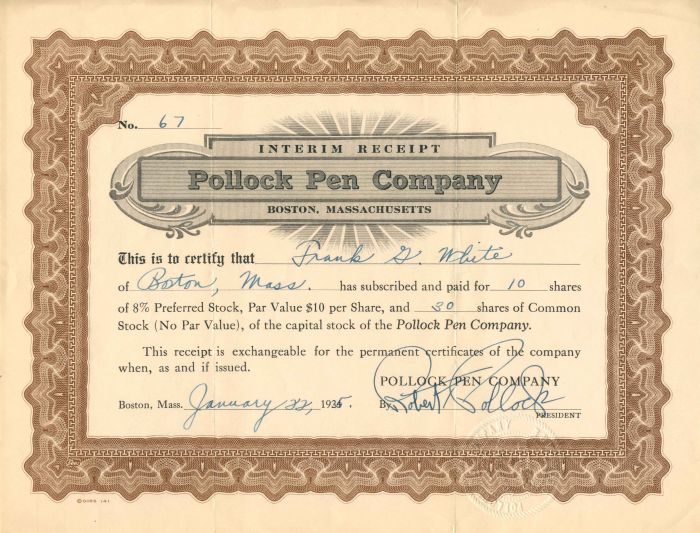 No. 67
INTERIM RECEIPT
Pollock Pen Company
BOSTON, MASSACHUSETTS
This is to certify that Frank G. White
of Boston, Mass. has subscribed and paid for 10 shares
of 8% Preferred Stock, Par Value $10 per Share, and 30 shares of Common
Stock (No Par Value), of the capital stock of the Pollock Pen Company.
This receipt is exchangeable for the permanent certificates of the company
when, as and if issued.
POLLOCK PEN COMPANY
Boston, Mass. January 22, 1935. By Robert Pollock
PRESIDENT
©GOES 141